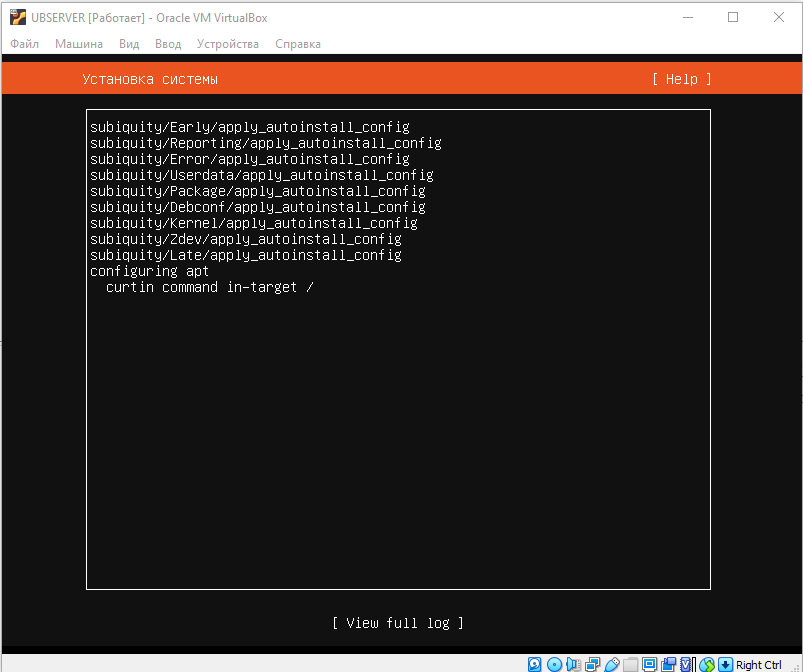 UBSERVER [Работает] - Oracle VM VirtualBox
Файл Машина Вид Ввод Устройства Справка
Установка системы [ Help ]
subiquity/Early/apply_autoinstall_config
subiquity/Reporting/apply_autoinstall_config
subiquity/Error/apply_autoinstall_config
subiquity/Userdata/apply_autoinstall_config
subiquity/Package/apply_autoinstall_config
subiquity/Debconf/apply_autoinstall_config
subiquity/Kernel/apply_autoinstall_config
subiquity/Zdev/apply_autoinstall_config
subiquity/Late/apply_autoinstall_config
configuring apt
curtin command in-target /
[ View full log ]
Right Ctrl